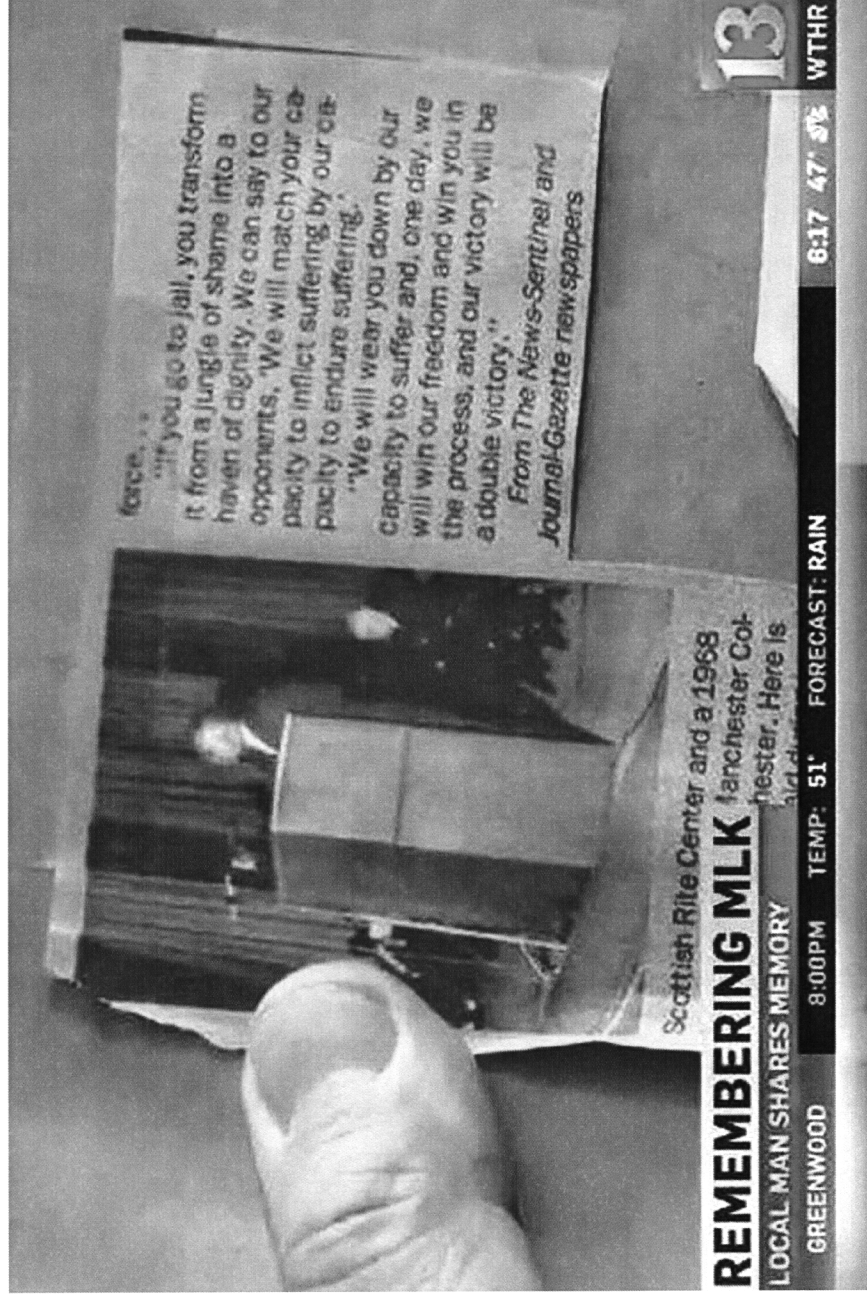 force. . .
"If you go to jail, you transform
it from a jungle of shame into a
haven of dignity. We can say to our
opponents, 'We will match your ca-
pacity to inflict suffering by our ca-
pacity to endure suffering.'
"We will wear you down by our
capacity to suffer and, one day, we
will win our freedom and win you in
the process, and our victory will be
a double victory."
From The News-Sentinel and
Journal-Gazette newspapers
Scottish Rite Center and a 1968
Manchester Col-
hester. Here is
REMEMBERING MLK
LOCAL MAN SHARES MEMORY
GREENWOOD 8:00PM TEMP: 51° FORECAST: RAIN 6:17 47°
13
WTHR